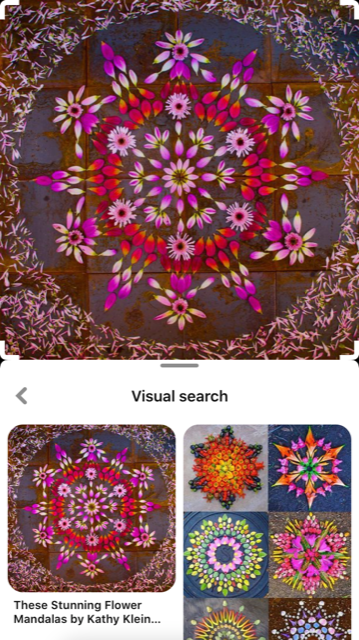 Visual search
These Stunning Flower
Mandalas by Kathy Klein...